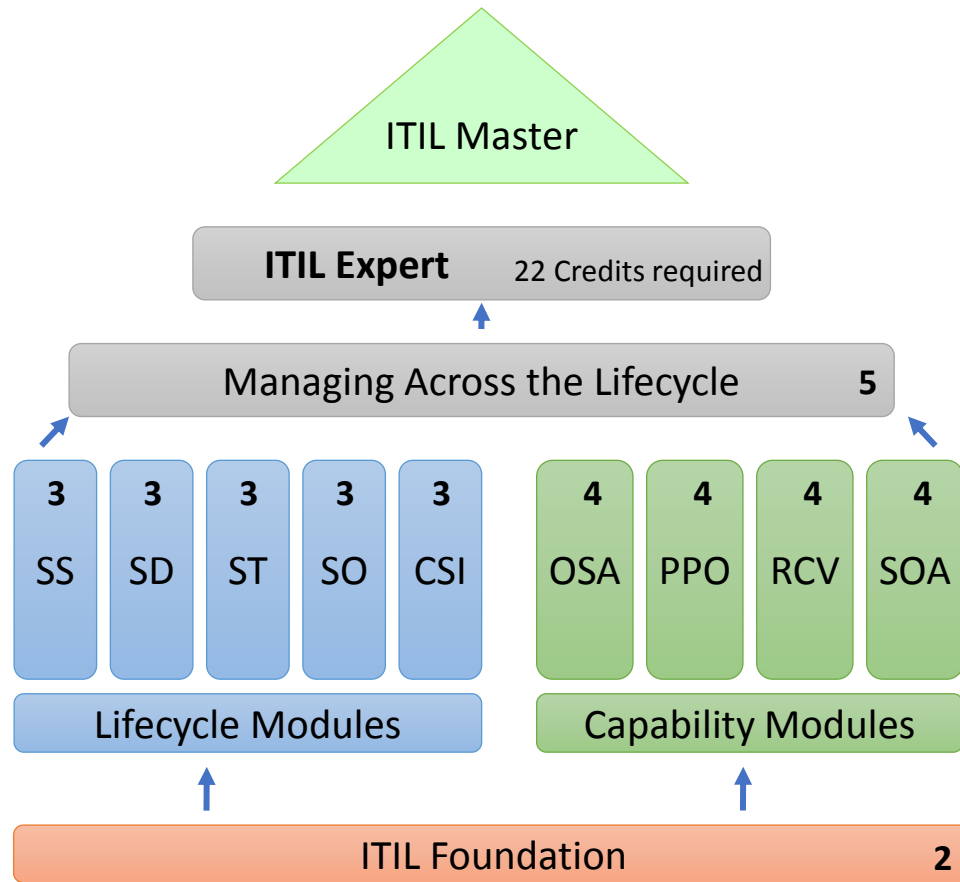 ITIL Master
ITIL Expert 22 Credits required
Managing Across the Lifecycle 5
3 3 3 3 3 4 4 4 4
SS SD ST SO CSI OSA PPO RCV SOA
Lifecycle Modules Capability Modules
ITIL Foundation 2